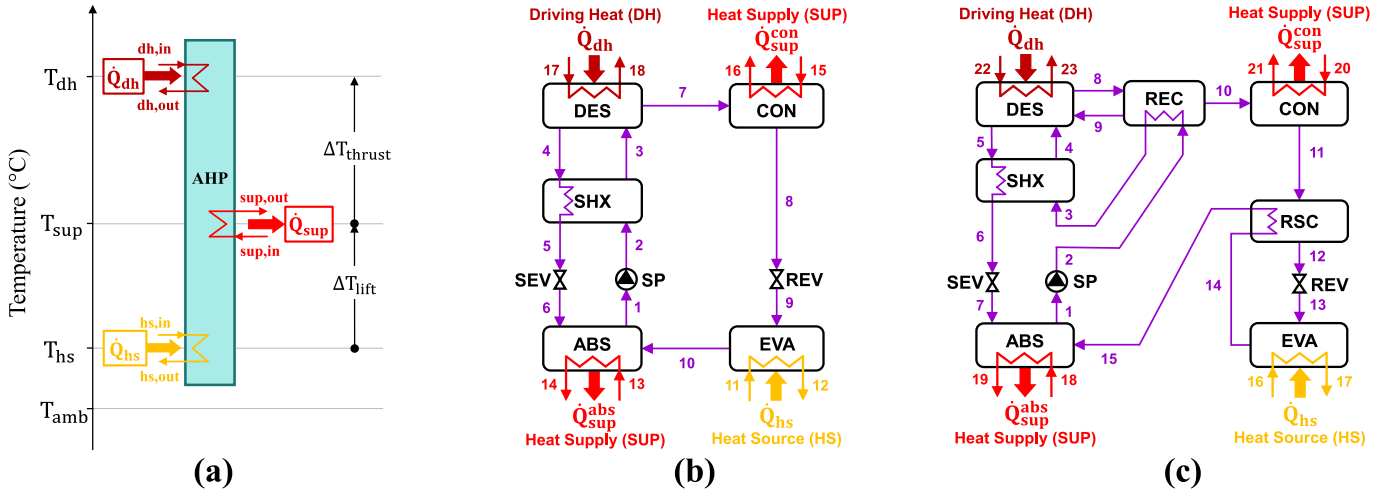 Temperature (°C)
T_dh
T_sup
T_hs
T_amb
dh,in
Q̇_dh
dh,out
AHP
sup,out
Q̇_sup
sup,in
hs,in
Q̇_hs
hs,out
ΔT_thrust
ΔT_lift
(a)
Driving Heat (DH)
Heat Supply (SUP)
Q̇_dh
Q̇_sup^con
17
18
16
15
DES
7
CON
4
3
SHX
8
5
2
SEV
SP
REV
6
1
9
ABS
10
EVA
14
13
11
12
Q̇_sup^abs
Q̇_hs
Heat Supply (SUP)
Heat Source (HS)
(b)
Driving Heat (DH)
Heat Supply (SUP)
Q̇_dh
Q̇_sup^con
22
23
21
20
DES
8
REC
10
CON
9
5
4
11
SHX
3
RSC
6
2
12
14
SEV
SP
REV
7
1
13
ABS
15
EVA
19
18
16
17
Q̇_sup^abs
Q̇_hs
Heat Supply (SUP)
Heat Source (HS)
(c)